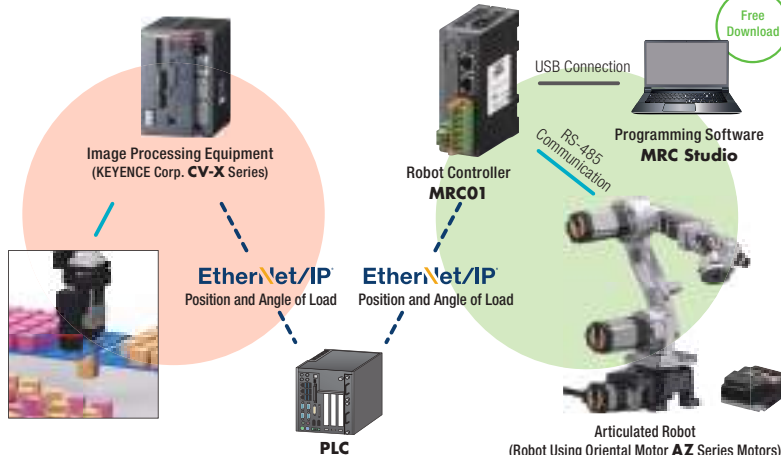 Free
Download
USB Connection
RS-485
Communication
Image Processing Equipment
(KEYENCE Corp. CV-X Series)
Robot Controller
MRC01
Programming Software
MRC Studio
EtherNet/IP
Position and Angle of Load
EtherNet/IP
Position and Angle of Load
PLC
Articulated Robot
(Robot Using Oriental Motor AZ Series Motors)